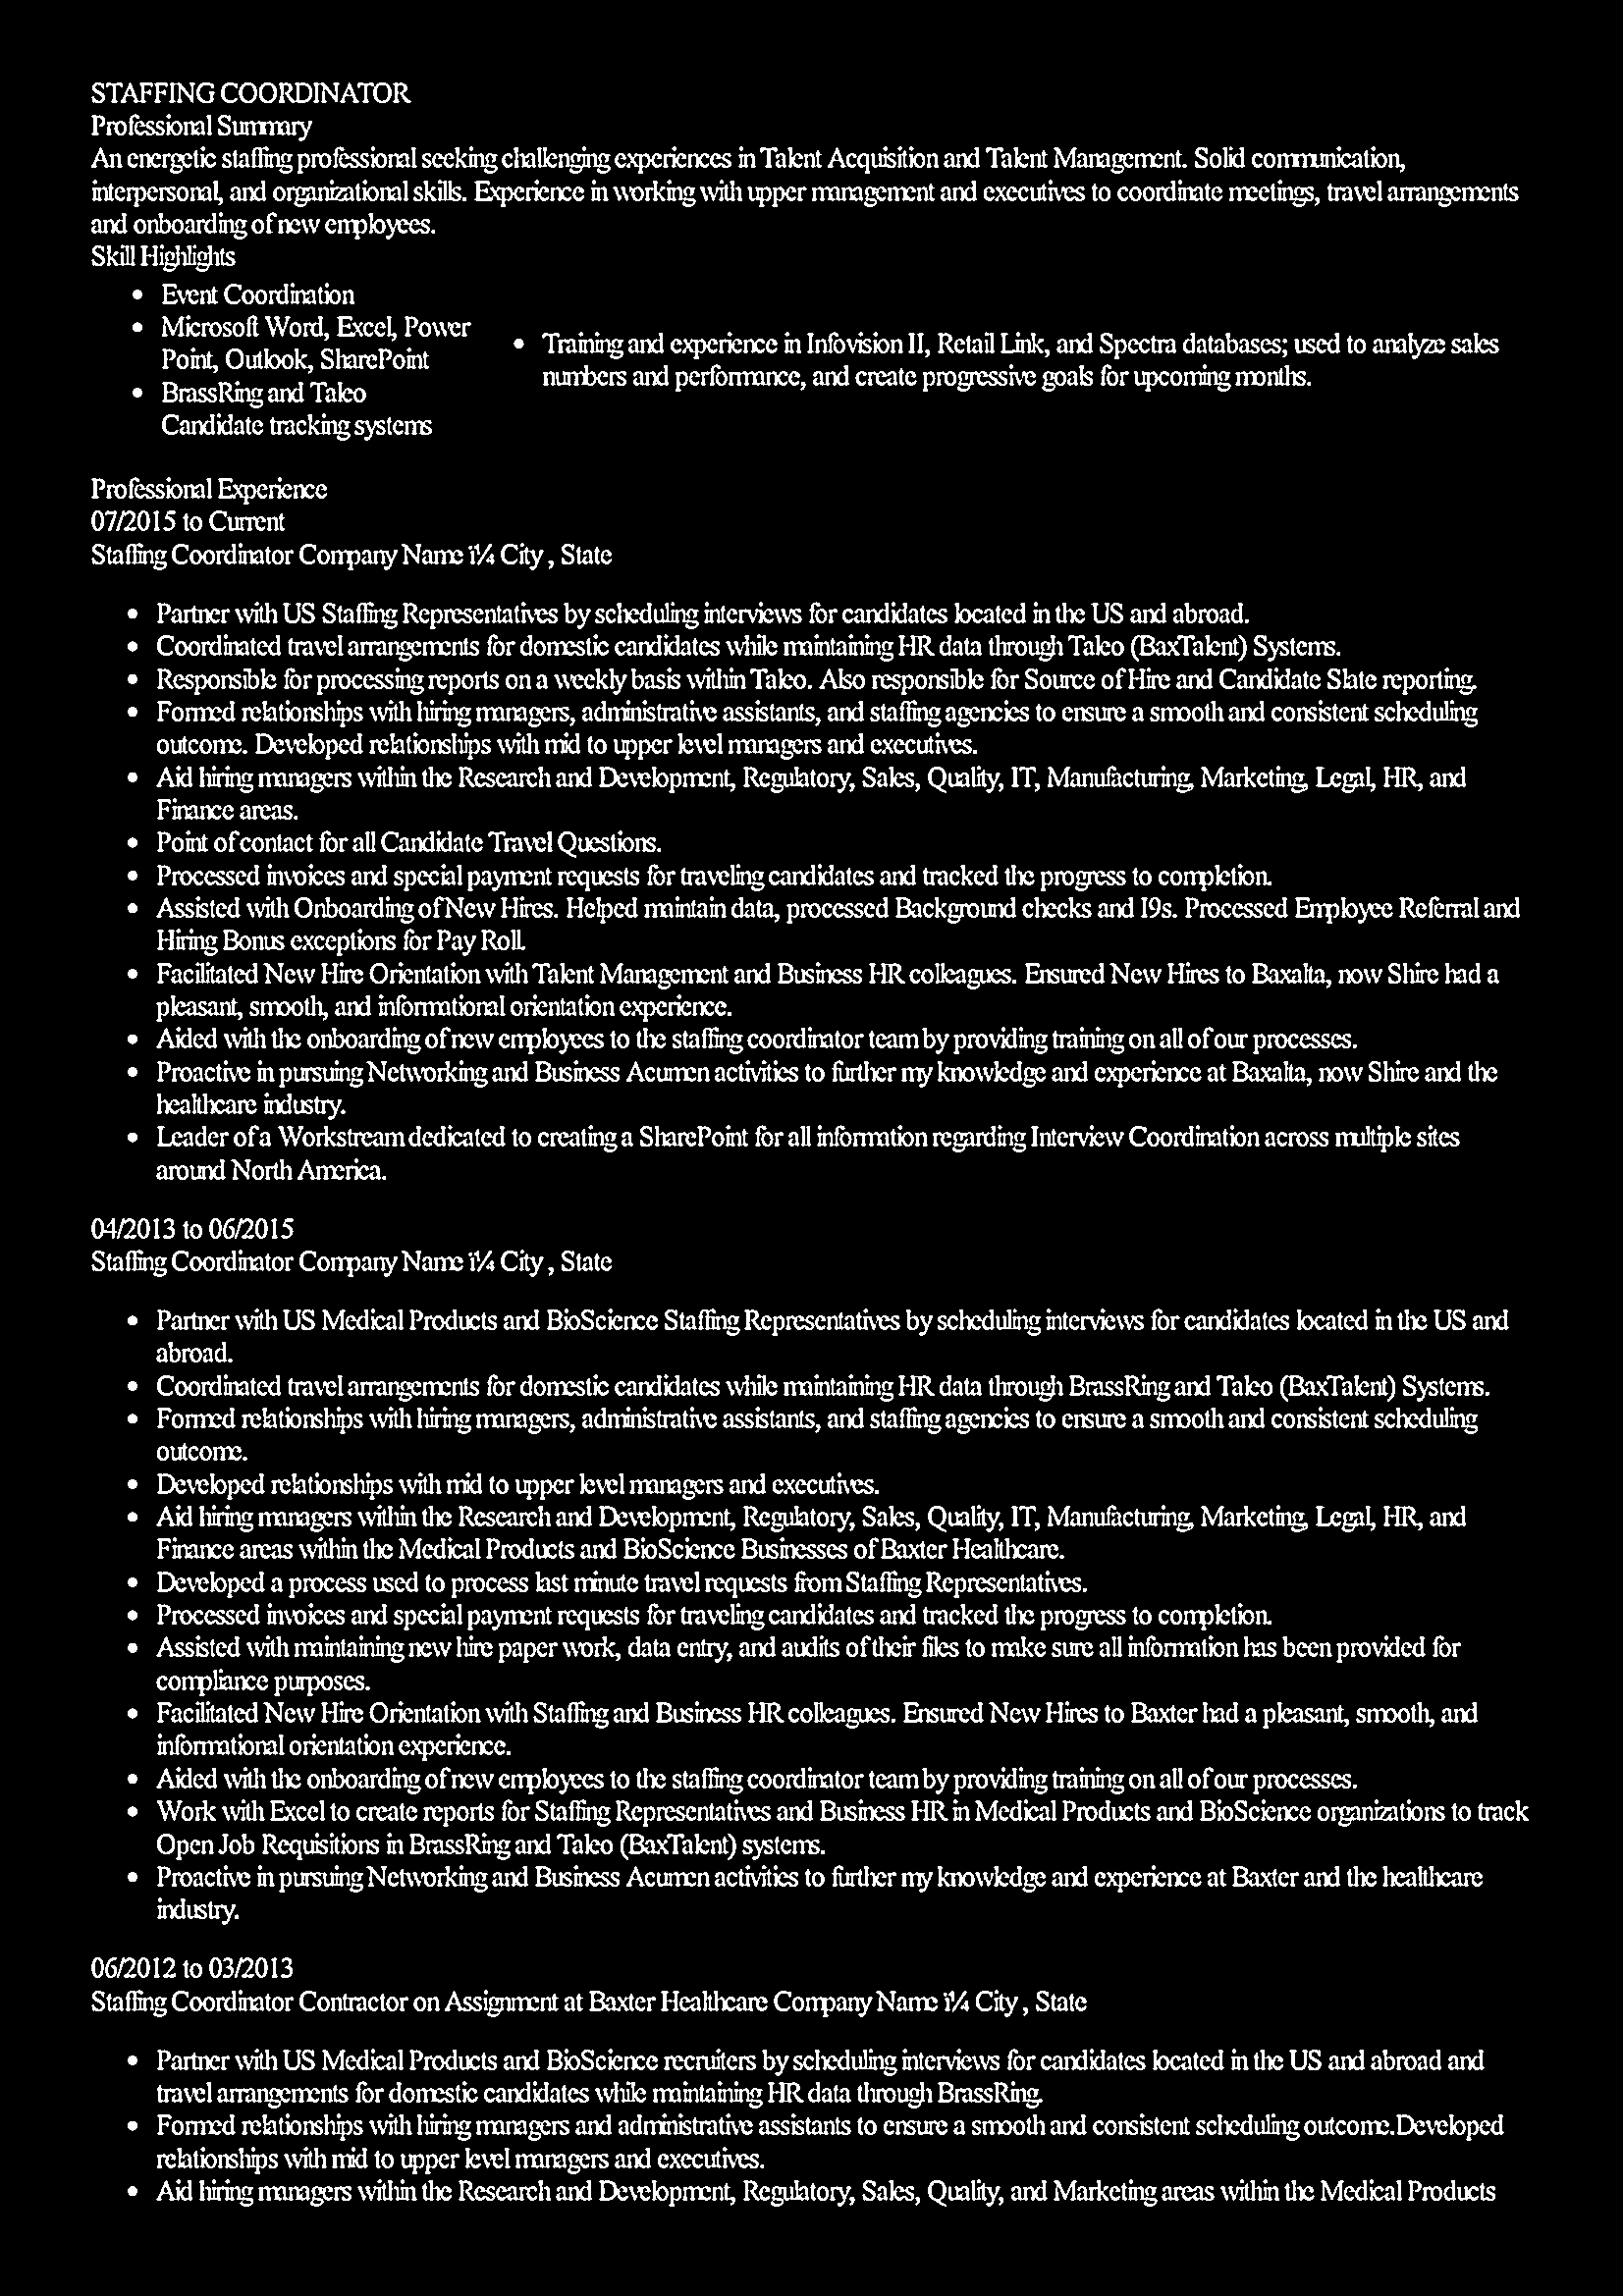 STAFFING COORDINATOR
Professional Summary
An energetic staffing professional seeking challenging experiences in Talent Acquisition and Talent Management. Solid communication,
interpersonal, and organizational skills. Experience in working with upper management and executives to coordinate meetings, travel arrangements
and onboarding of new employees.
Skill Highlights
• Event Coordination
• Microsoft Word, Excel, Power
Point, Outlook, SharePoint
• BrassRing and Taleo
Candidate tracking systems
• Training and experience in Infovision II, Retail Link, and Spectra databases; used to analyze sales
numbers and performance, and create progressive goals for upcoming months.
Professional Experience
07/2015 to Current
Staffing Coordinator Company Name ï¼ City , State
• Partner with US Staffing Representatives by scheduling interviews for candidates located in the US and abroad.
• Coordinated travel arrangements for domestic candidates while maintaining HR data through Taleo (BaxTalent) Systems.
• Responsible for processing reports on a weekly basis within Taleo. Also responsible for Source of Hire and Candidate Slate reporting.
• Formed relationships with hiring managers, administrative assistants, and staffing agencies to ensure a smooth and consistent scheduling
outcome. Developed relationships with mid to upper level managers and executives.
• Aid hiring managers within the Research and Development, Regulatory, Sales, Quality, IT, Manufacturing, Marketing, Legal, HR, and
Finance areas.
• Point of contact for all Candidate Travel Questions.
• Processed invoices and special payment requests for traveling candidates and tracked the progress to completion.
• Assisted with Onboarding of New Hires. Helped maintain data, processed Background checks and I9s. Processed Employee Referral and
Hiring Bonus exceptions for Pay Roll.
• Facilitated New Hire Orientation with Talent Management and Business HR colleagues. Ensured New Hires to Baxalta, now Shire had a
pleasant, smooth, and informational orientation experience.
• Aided with the onboarding of new employees to the staffing coordinator team by providing training on all of our processes.
• Proactive in pursuing Networking and Business Acumen activities to further my knowledge and experience at Baxalta, now Shire and the
healthcare industry.
• Leader of a Workstream dedicated to creating a SharePoint for all information regarding Interview Coordination across multiple sites
around North America.
04/2013 to 06/2015
Staffing Coordinator Company Name ï¼ City , State
• Partner with US Medical Products and BioScience Staffing Representatives by scheduling interviews for candidates located in the US and
abroad.
• Coordinated travel arrangements for domestic candidates while maintaining HR data through BrassRing and Taleo (BaxTalent) Systems.
• Formed relationships with hiring managers, administrative assistants, and staffing agencies to ensure a smooth and consistent scheduling
outcome.
• Developed relationships with mid to upper level managers and executives.
• Aid hiring managers within the Research and Development, Regulatory, Sales, Quality, IT, Manufacturing, Marketing, Legal, HR, and
Finance areas within the Medical Products and BioScience Businesses of Baxter Healthcare.
• Developed a process used to process last minute travel requests from Staffing Representatives.
• Processed invoices and special payment requests for traveling candidates and tracked the progress to completion.
• Assisted with maintaining new hire paper work, data entry, and audits of their files to make sure all information has been provided for
compliance purposes.
• Facilitated New Hire Orientation with Staffing and Business HR colleagues. Ensured New Hires to Baxter had a pleasant, smooth, and
informational orientation experience.
• Aided with the onboarding of new employees to the staffing coordinator team by providing training on all of our processes.
• Work with Excel to create reports for Staffing Representatives and Business HR in Medical Products and BioScience organizations to track
Open Job Requisitions in BrassRing and Taleo (BaxTalent) systems.
• Proactive in pursuing Networking and Business Acumen activities to further my knowledge and experience at Baxter and the healthcare
industry.
06/2012 to 03/2013
Staffing Coordinator Contractor on Assignment at Baxter Healthcare Company Name ï¼ City , State
• Partner with US Medical Products and BioScience recruiters by scheduling interviews for candidates located in the US and abroad and
travel arrangements for domestic candidates while maintaining HR data through BrassRing.
• Formed relationships with hiring managers and administrative assistants to ensure a smooth and consistent scheduling outcome.Developed
relationships with mid to upper level managers and executives.
• Aid hiring managers within the Research and Development, Regulatory, Sales, Quality, and Marketing areas within the Medical Products